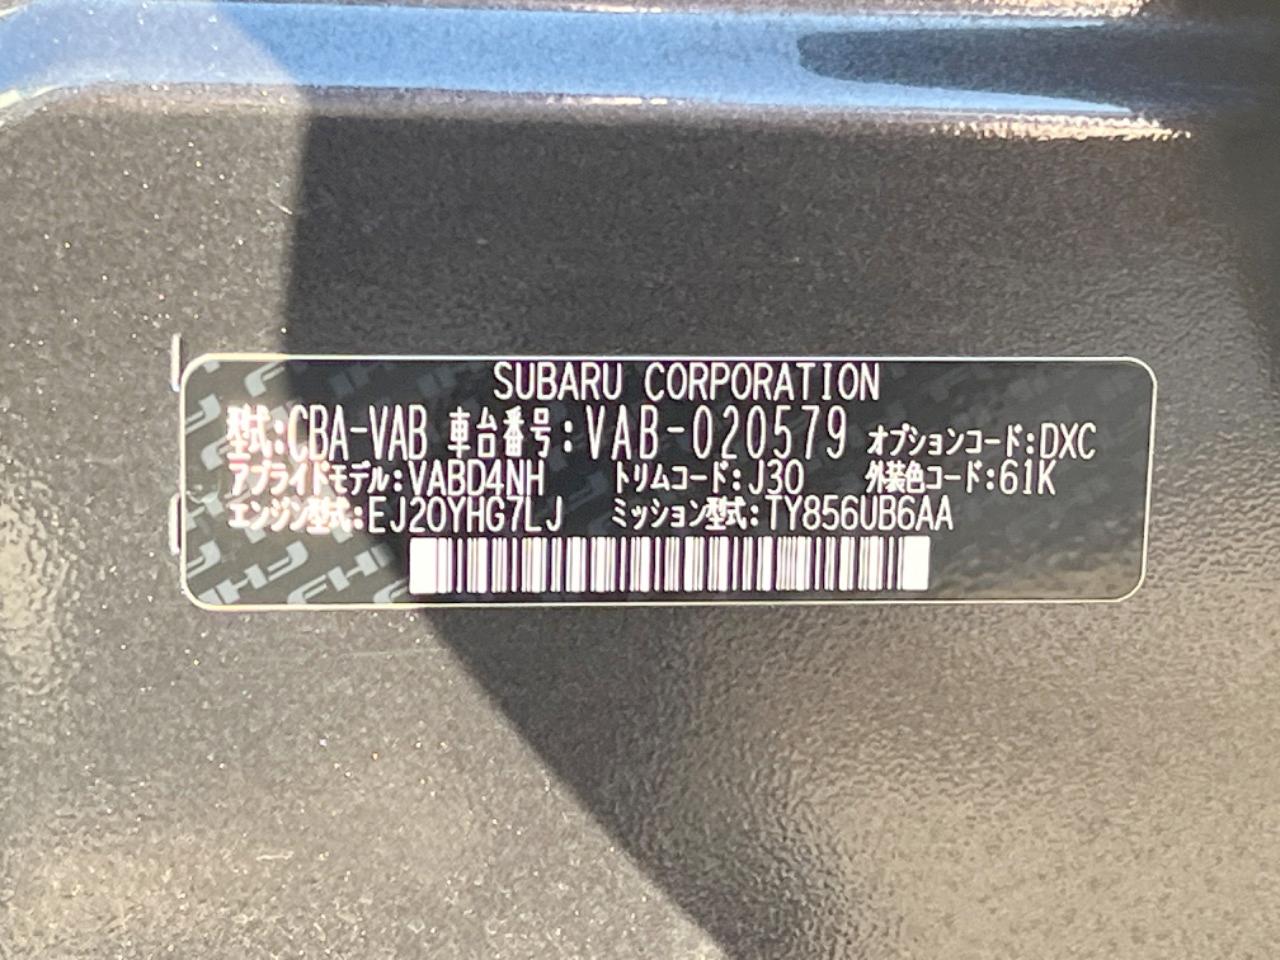 SUBARU CORPORATION
型式:CBA-VAB 車台番号:VAB-020579 オプションコード:DXC
アプライドモデル:VABD4NH トリムコード:J30 外装色コード:61K
エンジン型式:EJ20YHG7LJ ミッション型式:TY856UB6AA
FHI FHI FHI